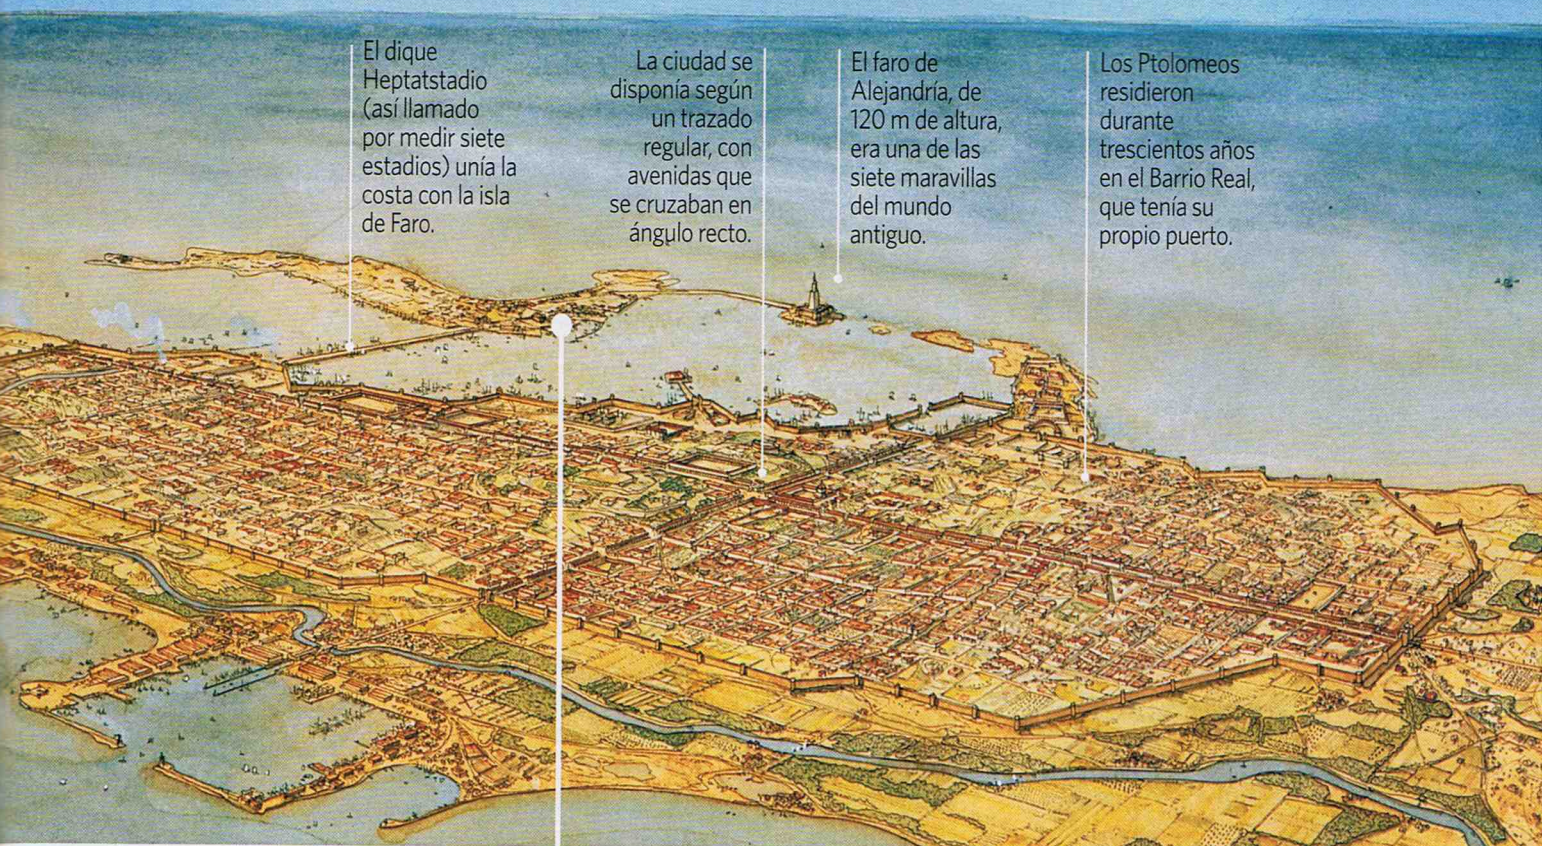 El dique
Heptatstadio
(así llamado
por medir siete
estadios) unía la
costa con la isla
de Faro.
La ciudad se
disponía según
un trazado
regular, con
avenidas que
se cruzaban en
ángulo recto.
El faro de
Alejandría, de
120 m de altura,
era una de las
siete maravillas
del mundo
antiguo.
Los Ptolomeos
residieron
durante
trescientos años
en el Barrio Real,
que tenía su
propio puerto.